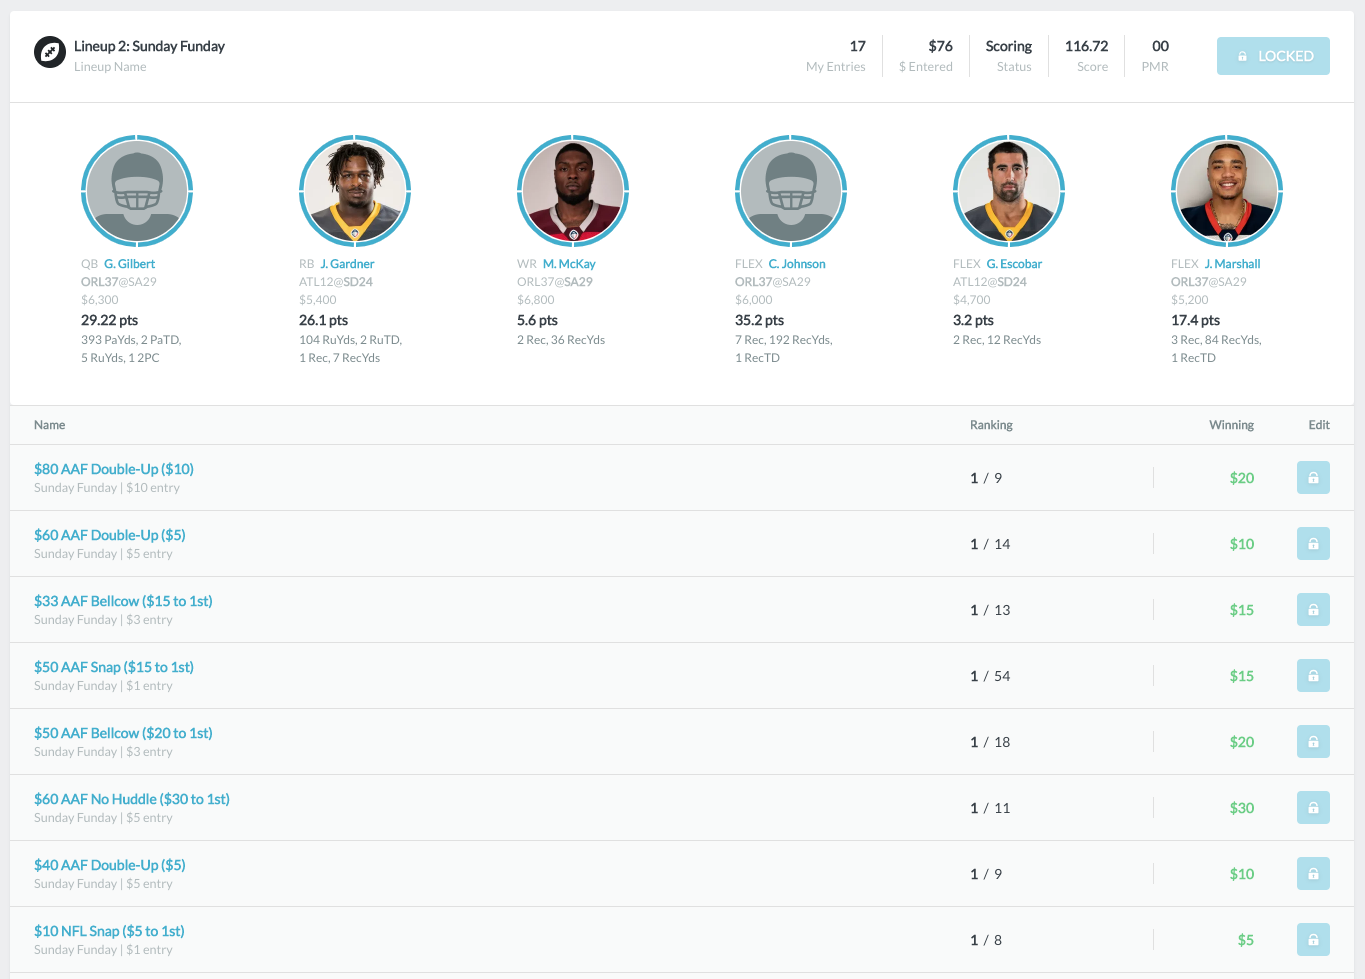 Lineup 2: Sunday Funday
Lineup Name
17
My Entries
$76
$ Entered
Scoring
Status
116.72
Score
00
PMR
LOCKED
QB G. Gilbert
ORL37@SA29
$6,300
29.22 pts
393 PaYds, 2 PaTD,
5 RuYds, 1 2PC
RB J. Gardner
ATL12@SD24
$5,400
26.1 pts
104 RuYds, 2 RuTD,
1 Rec, 7 RecYds
WR M. McKay
ORL37@SA29
$6,800
5.6 pts
2 Rec, 36 RecYds
FLEX C. Johnson
ORL37@SA29
$6,000
35.2 pts
7 Rec, 192 RecYds,
1 RecTD
FLEX G. Escobar
ATL12@SD24
$4,700
3.2 pts
2 Rec, 12 RecYds
FLEX J. Marshall
ORL37@SA29
$5,200
17.4 pts
3 Rec, 84 RecYds,
1 RecTD
Name Ranking Winning Edit
$80 AAF Double-Up ($10)
Sunday Funday | $10 entry
1 / 9 $20
$60 AAF Double-Up ($5)
Sunday Funday | $5 entry
1 / 14 $10
$33 AAF Bellcow ($15 to 1st)
Sunday Funday | $3 entry
1 / 13 $15
$50 AAF Snap ($15 to 1st)
Sunday Funday | $1 entry
1 / 54 $15
$50 AAF Bellcow ($20 to 1st)
Sunday Funday | $3 entry
1 / 18 $20
$60 AAF No Huddle ($30 to 1st)
Sunday Funday | $5 entry
1 / 11 $30
$40 AAF Double-Up ($5)
Sunday Funday | $5 entry
1 / 9 $10
$10 NFL Snap ($5 to 1st)
Sunday Funday | $1 entry
1 / 8 $5